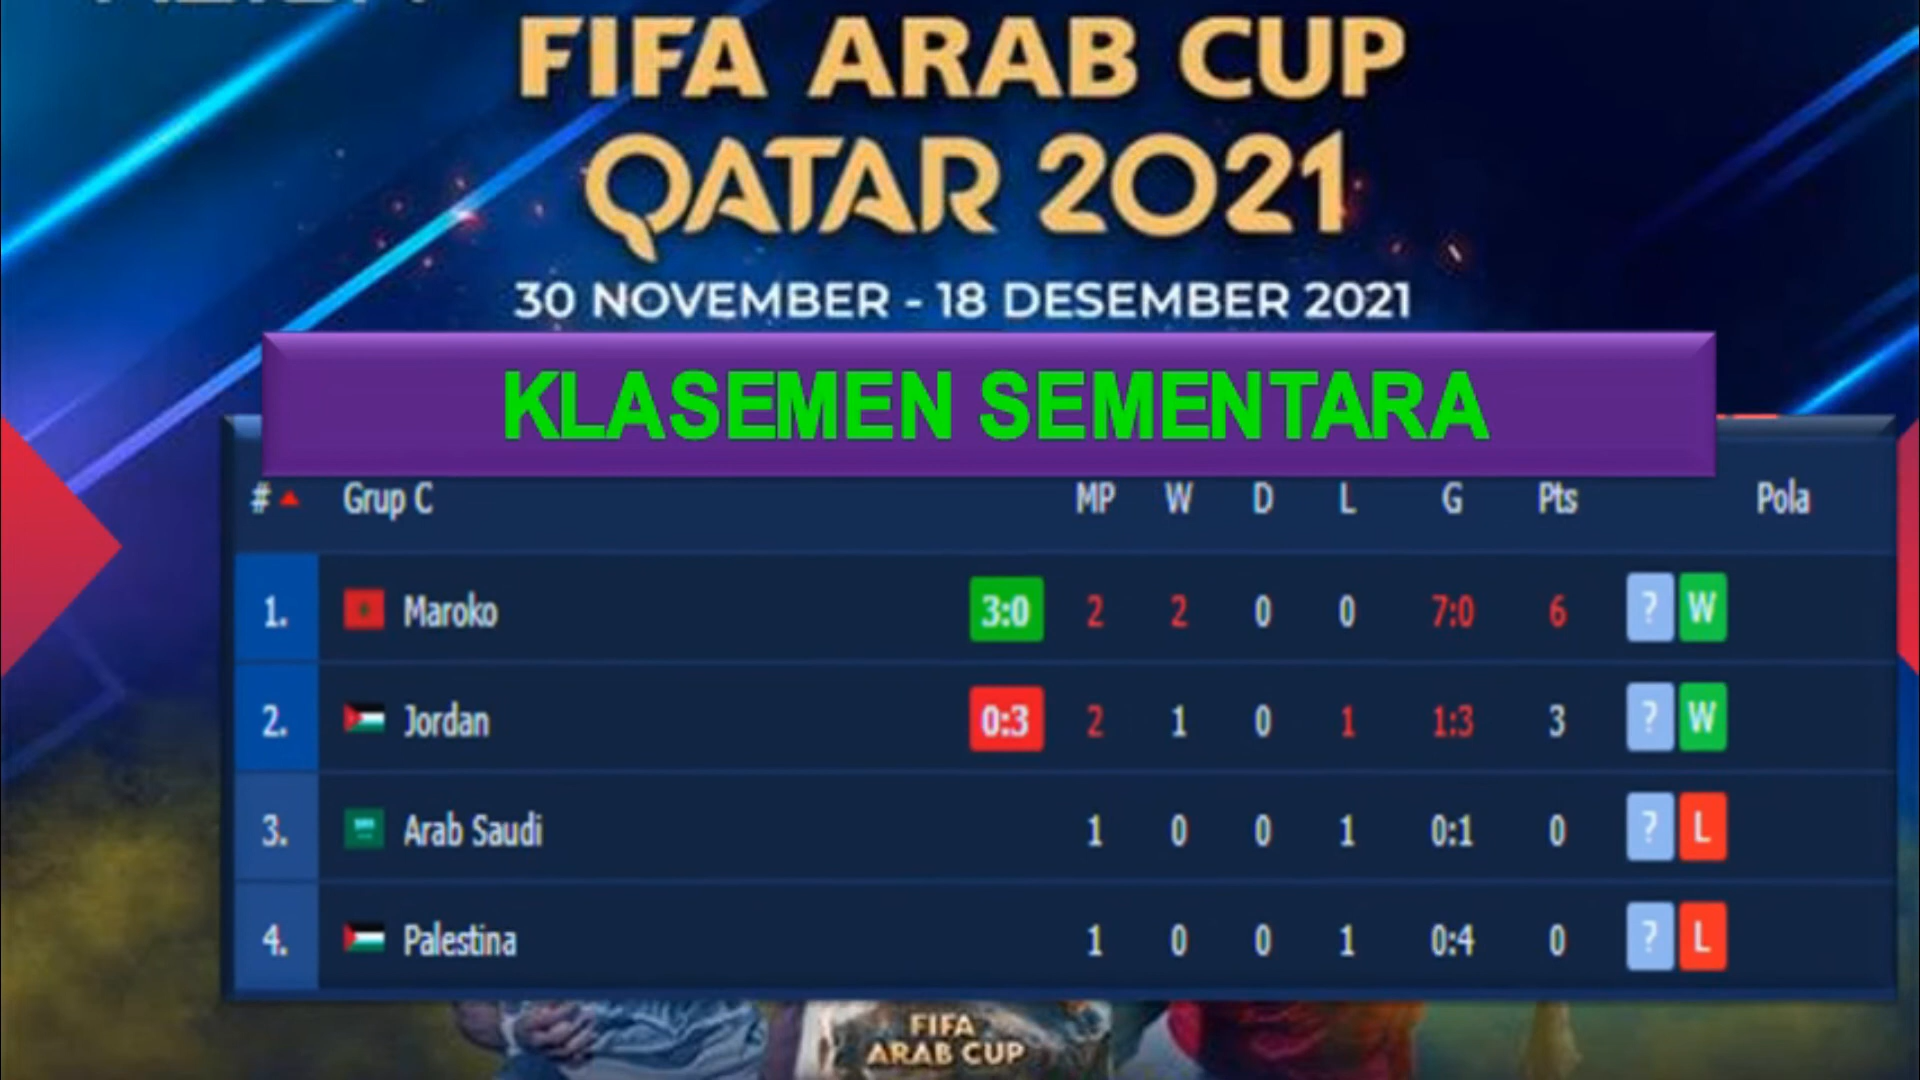 FIFA ARAB CUP
QATAR 2021
30 NOVEMBER - 18 DESEMBER 2021
KLASEMEN SEMENTARA
# Grup C MP W D L G Pts Pola
1. Maroko 3:0 2 2 0 0 7:0 6 ? W
2. Jordan 0:3 2 1 0 1 1:3 3 ? W
3. Arab Saudi 1 0 0 1 0:1 0 ? L
4. Palestina 1 0 0 1 0:4 0 ? L
FIFA
ARAB CUP